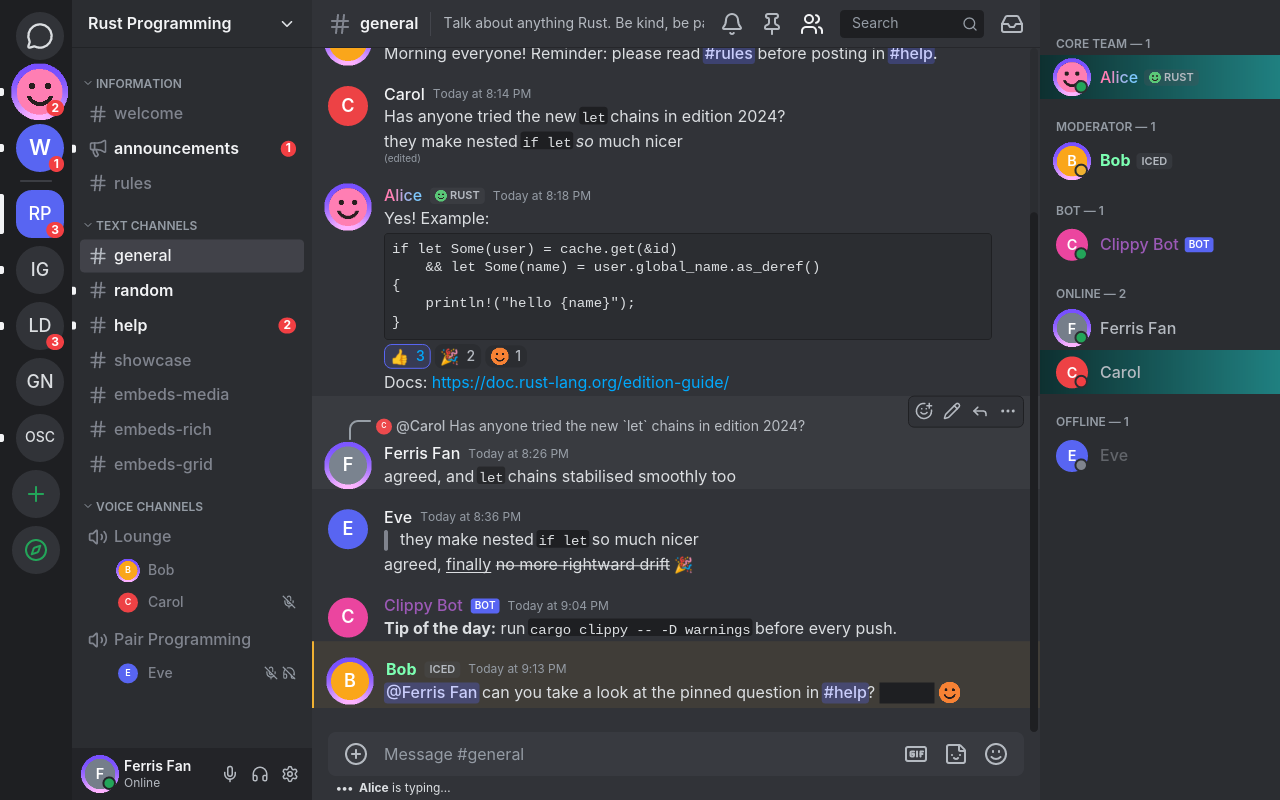 2
W
1
RP
3
IG
LD
3
GN
OSC
Rust Programming
INFORMATION
welcome
announcements 1
rules
TEXT CHANNELS
general
random
help 2
showcase
embeds-media
embeds-rich
embeds-grid
VOICE CHANNELS
Lounge
B Bob
C Carol
Pair Programming
E Eve
F Ferris Fan
Online
# general Talk about anything Rust. Be kind, be pa
Search
Morning everyone! Reminder: please read #rules before posting in #help.
C Carol Today at 8:14 PM
Has anyone tried the new let chains in edition 2024?
they make nested if let so much nicer
(edited)
Alice RUST Today at 8:18 PM
Yes! Example:
if let Some(user) = cache.get(&id)
    && let Some(name) = user.global_name.as_deref()
{
    println!("hello {name}");
}
👍 3 🎉 2 1
Docs: https://doc.rust-lang.org/edition-guide/
C @Carol Has anyone tried the new `let` chains in edition 2024?
F Ferris Fan Today at 8:26 PM
agreed, and let chains stabilised smoothly too
E Eve Today at 8:36 PM
they make nested if let so much nicer
agreed, finally no more rightward drift 🎉
C Clippy Bot BOT Today at 9:04 PM
Tip of the day: run cargo clippy -- -D warnings before every push.
B Bob ICED Today at 9:13 PM
@Ferris Fan can you take a look at the pinned question in #help?
Message #general
GIF
Alice is typing...
CORE TEAM — 1
Alice RUST
MODERATOR — 1
B Bob ICED
BOT — 1
C Clippy Bot BOT
ONLINE — 2
F Ferris Fan
C Carol
OFFLINE — 1
E Eve